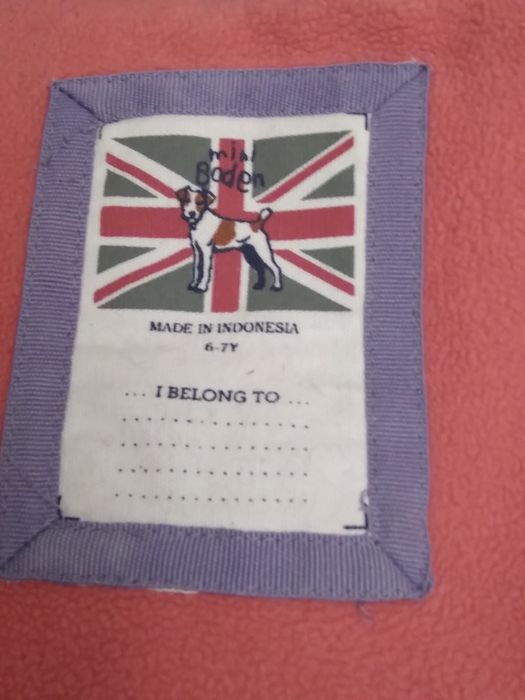 mini
Boden
MADE IN INDONESIA
6-7Y
... I BELONG TO ...